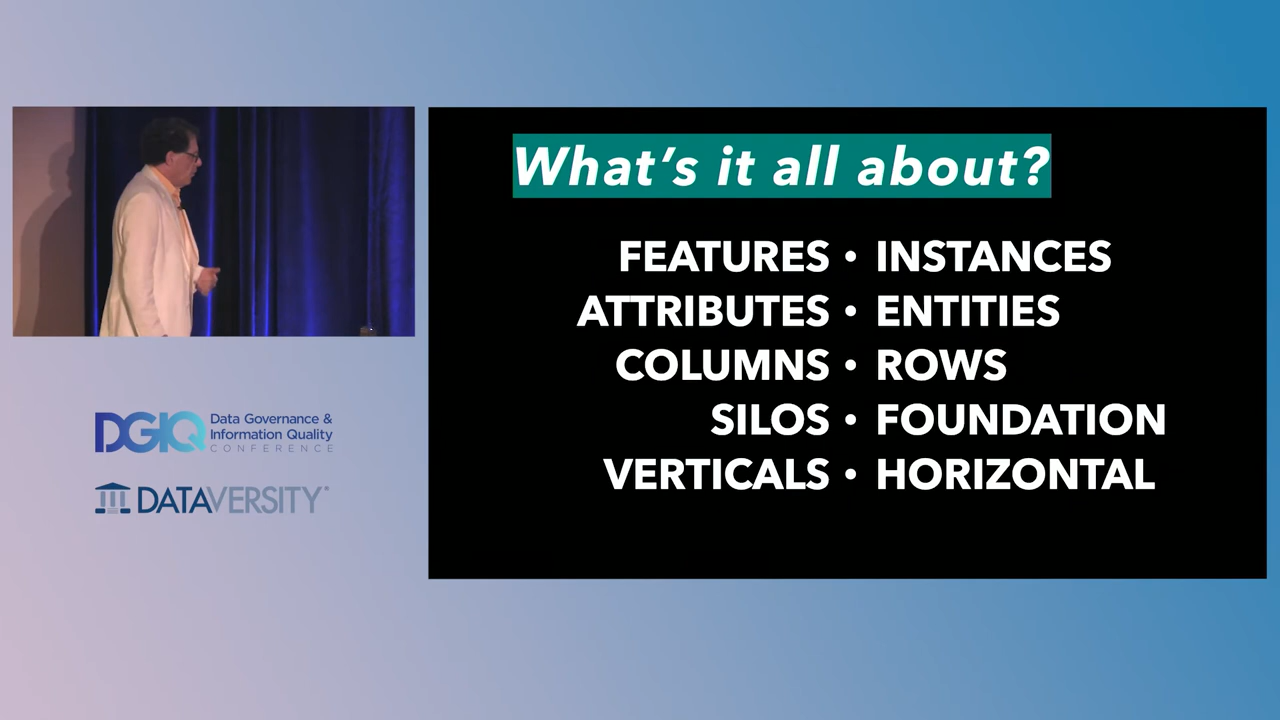 What's it all about?
FEATURES • INSTANCES
ATTRIBUTES • ENTITIES
COLUMNS • ROWS
SILOS • FOUNDATION
VERTICALS • HORIZONTAL
DGIQ Data Governance &
Information Quality
CONFERENCE
DATAVERSITY